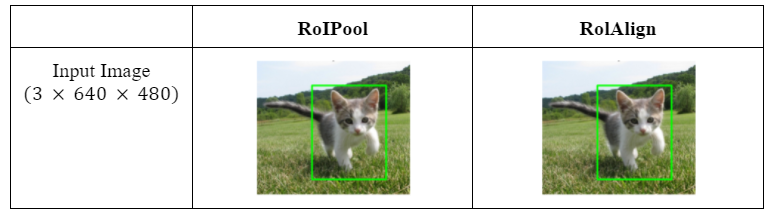 RoIPool
RolAlign
Input Image
(3 × 640 × 480)